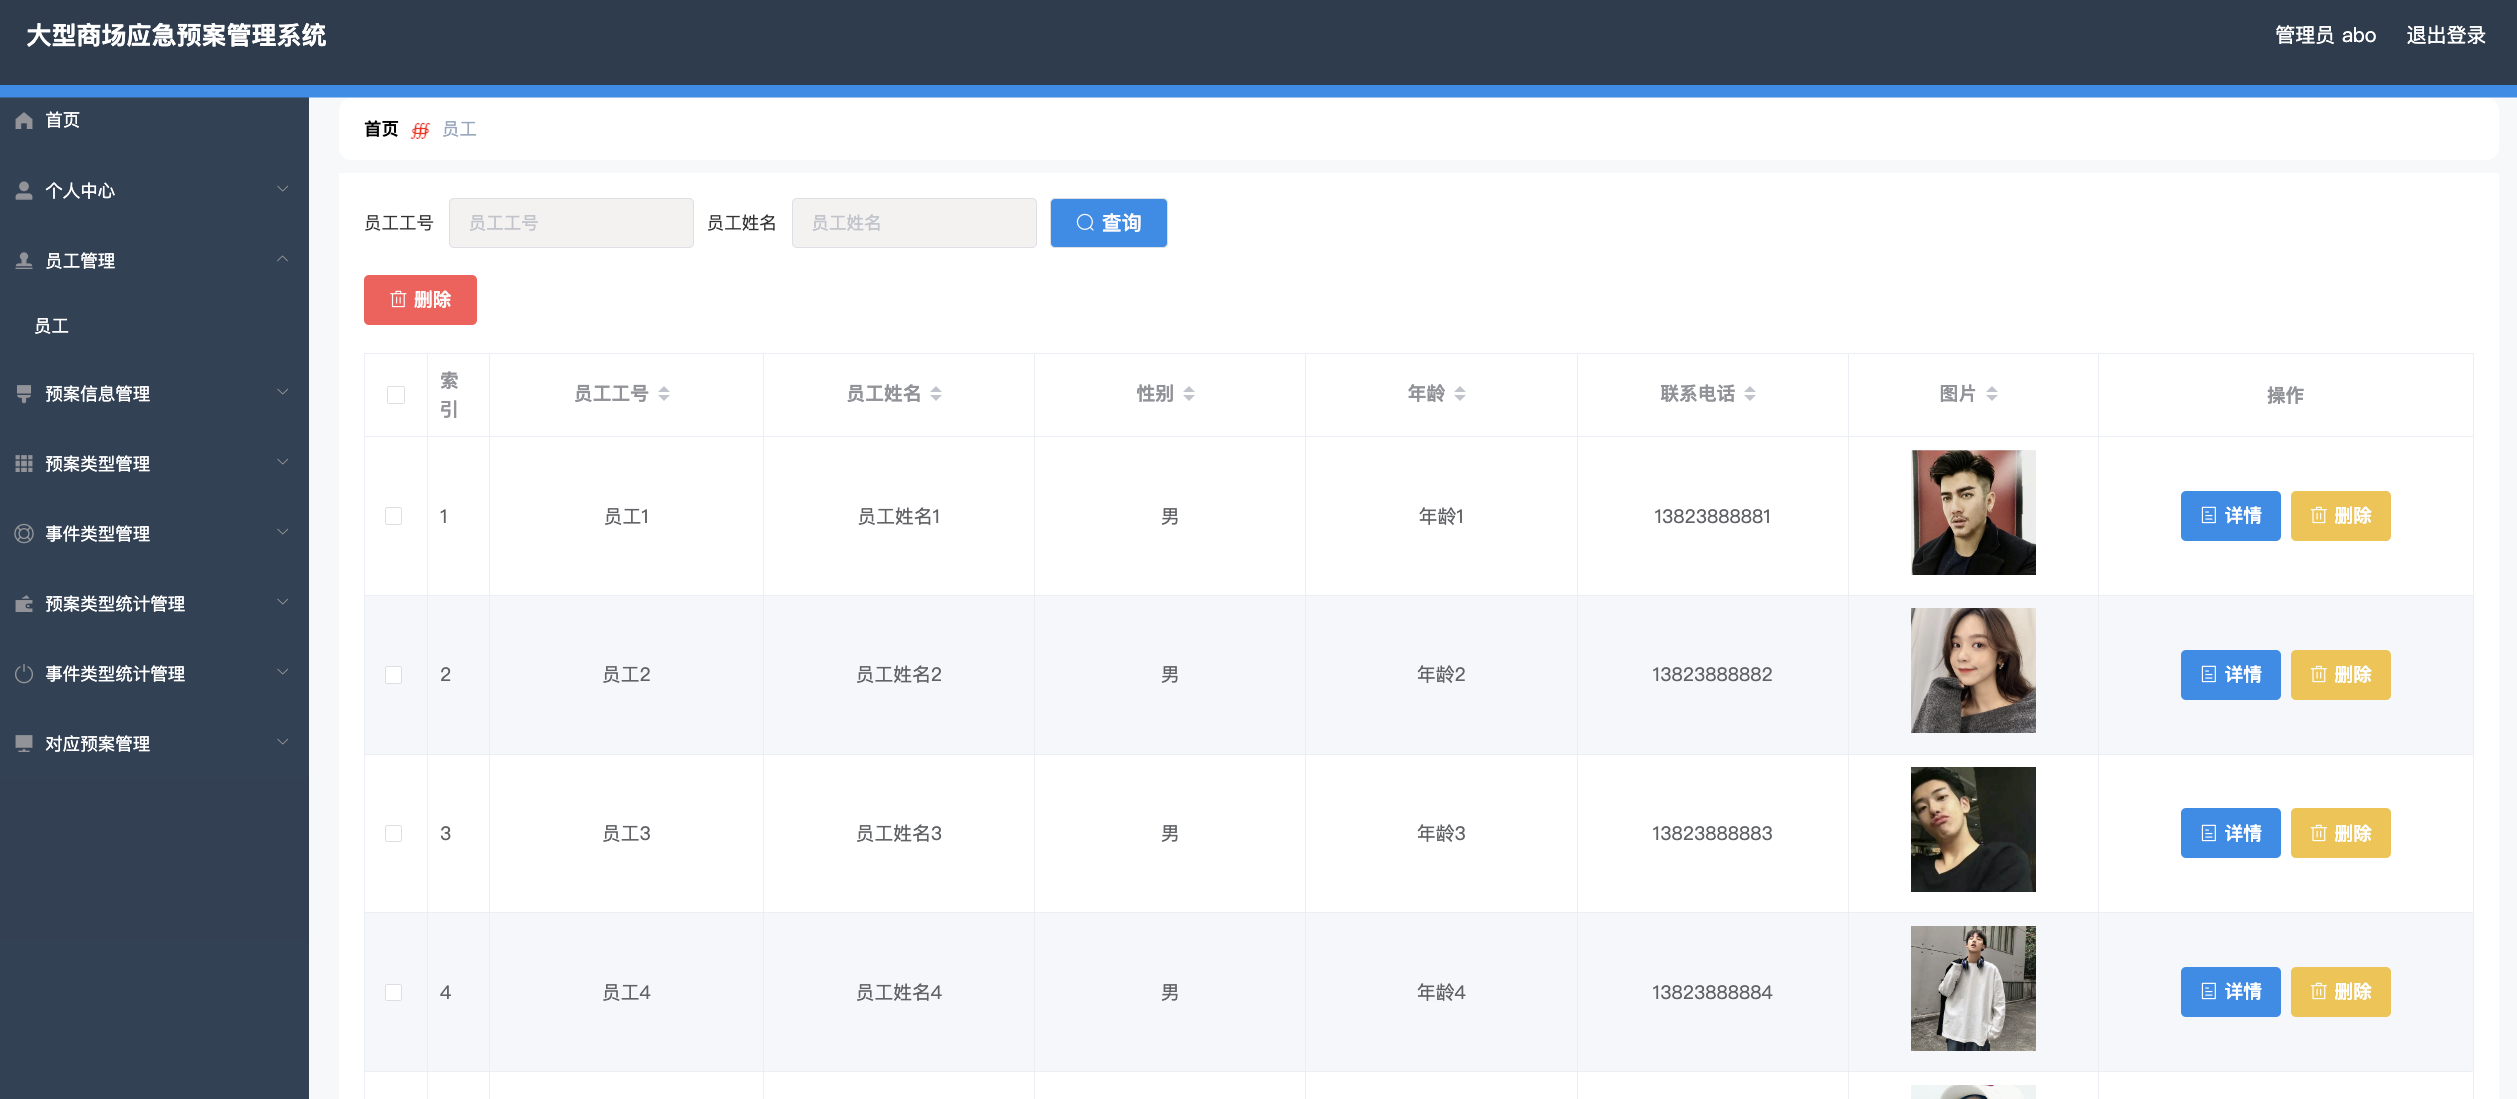 大型商场应急预案管理系统
管理员 abo 退出登录
首页
个人中心
员工管理
员工
预案信息管理
预案类型管理
事件类型管理
预案类型统计管理
事件类型统计管理
对应预案管理
首页 员工
员工工号 员工工号 员工姓名 员工姓名 查询
删除
索引 员工工号 员工姓名 性别 年龄 联系电话 图片 操作
1 员工1 员工姓名1 男 年龄1 13823888881 详情 删除
2 员工2 员工姓名2 男 年龄2 13823888882 详情 删除
3 员工3 员工姓名3 男 年龄3 13823888883 详情 删除
4 员工4 员工姓名4 男 年龄4 13823888884 详情 删除